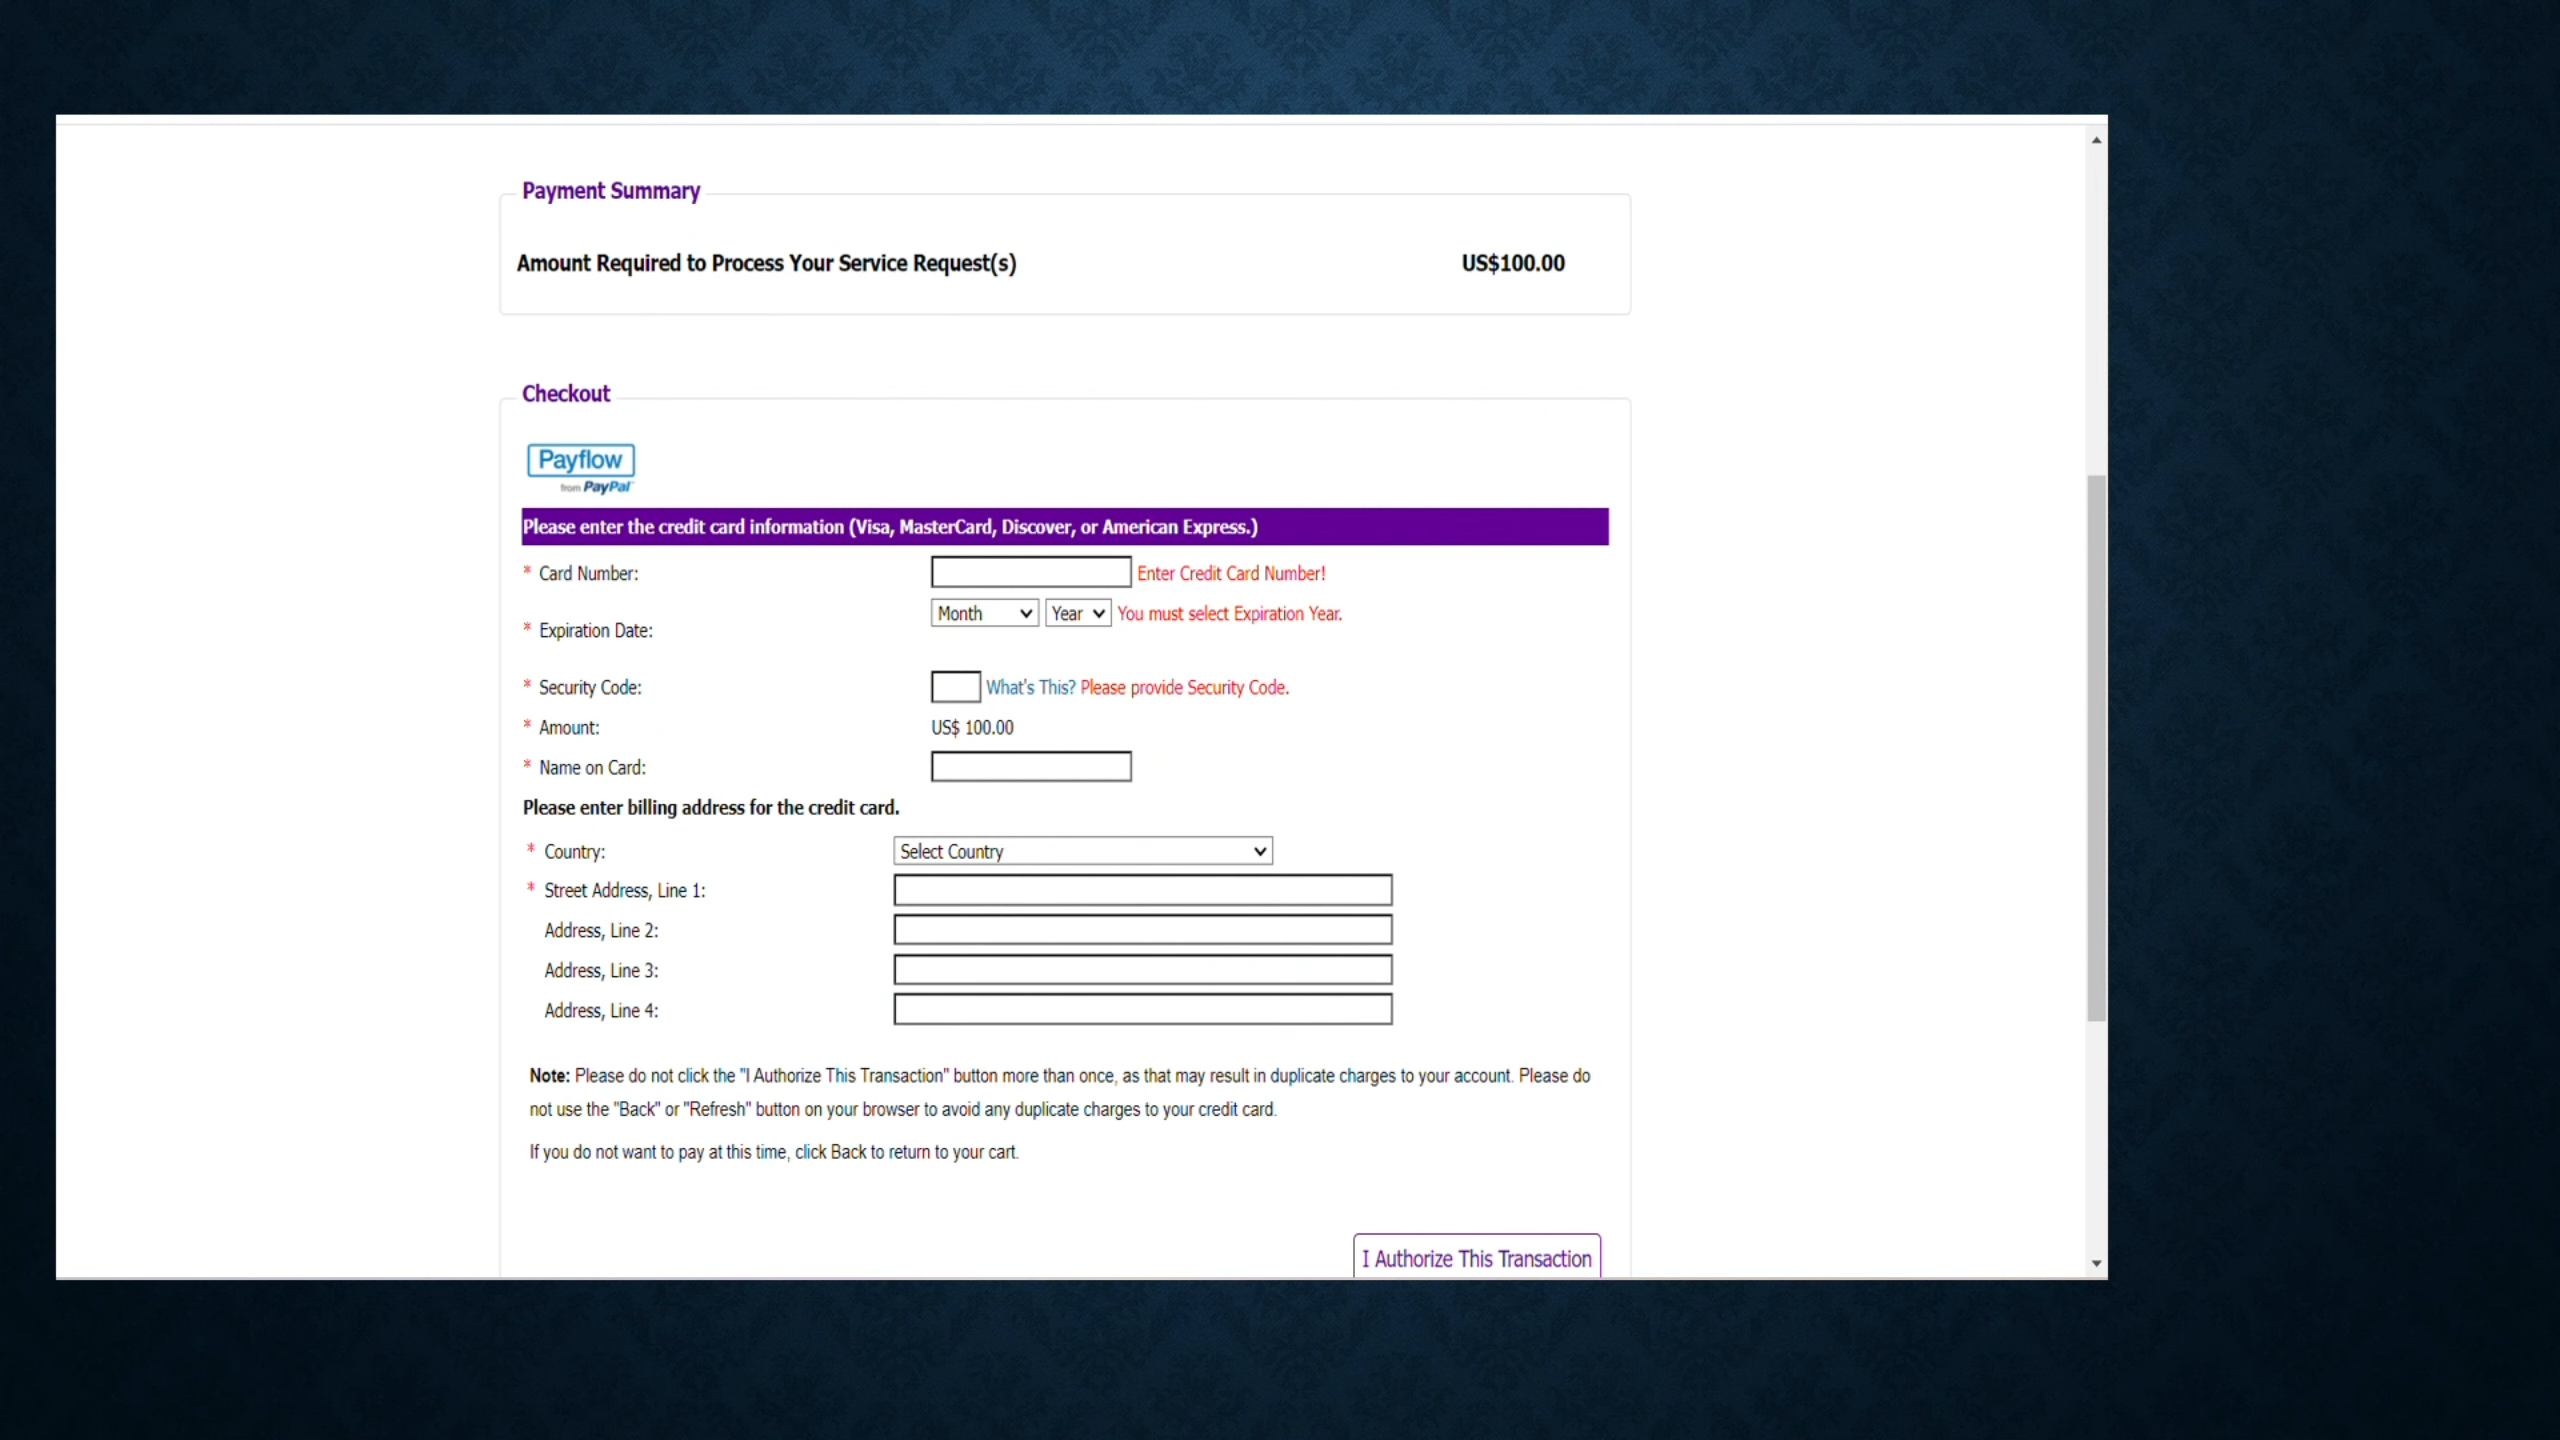 Payment Summary
Amount Required to Process Your Service Request(s) US$100.00
Checkout
Payflow
from PayPal
Please enter the credit card information (Visa, MasterCard, Discover, or American Express.)
* Card Number: Enter Credit Card Number!
Month Year You must select Expiration Year.
* Expiration Date:
* Security Code: What's This? Please provide Security Code.
* Amount: US$ 100.00
* Name on Card:
Please enter billing address for the credit card.
* Country: Select Country
* Street Address, Line 1:
Address, Line 2:
Address, Line 3:
Address, Line 4:
Note: Please do not click the "I Authorize This Transaction" button more than once, as that may result in duplicate charges to your account. Please do
not use the "Back" or "Refresh" button on your browser to avoid any duplicate charges to your credit card.
If you do not want to pay at this time, click Back to return to your cart.
I Authorize This Transaction